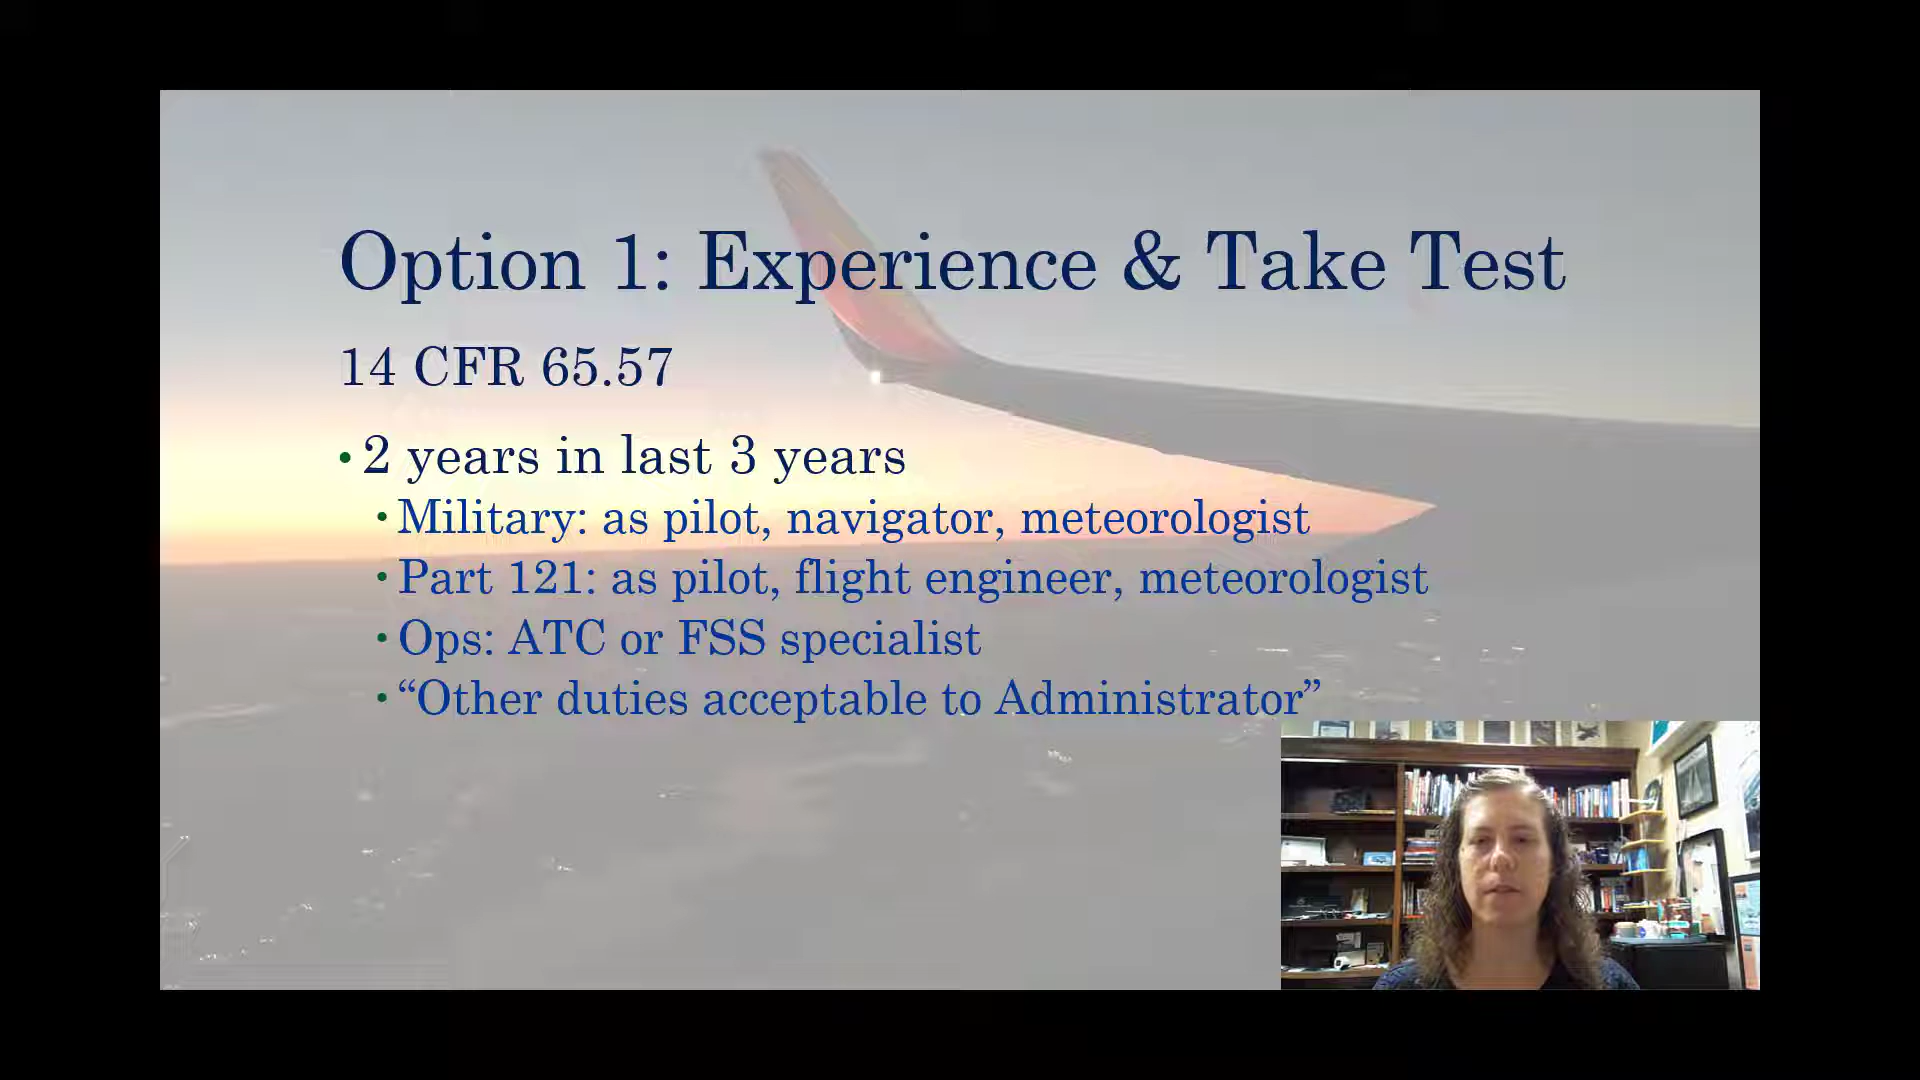 Option 1: Experience & Take Test
14 CFR 65.57
• 2 years in last 3 years
• Military: as pilot, navigator, meteorologist
• Part 121: as pilot, flight engineer, meteorologist
• Ops: ATC or FSS specialist
• “Other duties acceptable to Administrator”